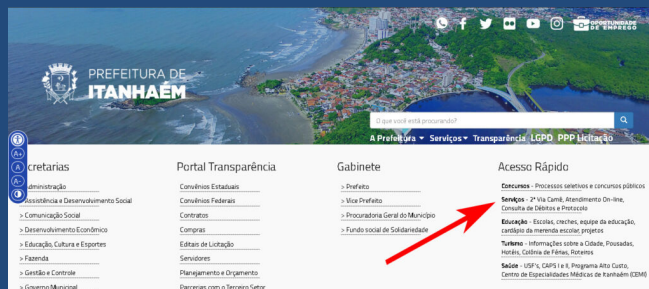 OPORTUNIDADE
DE EMPREGO
PREFEITURA DE
ITANHAÉM
O que você está procurando?
A Prefeitura Serviços Transparência LGPD PPP Licitação
A+
A
A-
cretarias
Administração
Assistência e Desenvolvimento Social
> Comunicação Social
> Desenvolvimento Econômico
> Educação, Cultura e Esportes
> Fazenda
> Gestão e Controle
> Governo Municipal
Portal Transparência
Convênios Estaduais
Convênios Federais
Contratos
Compras
Editais de Licitação
Servidores
Planejamento e Orçamento
Parcerias com o Terceiro Setor
Gabinete
> Prefeito
> Vice Prefeito
> Procuradoria Geral do Município
> Fundo social de Solidariedade
Acesso Rápido
Concursos - Processos seletivos e concursos públicos
Serviços - 2ª Via Carnê, Atendimento On-line,
Consulta de Débitos e Protocolo
Educação - Escolas, creches, equipe da educação,
cardápio da merenda escolar, projetos
Turismo - Informações sobre a Cidade, Pousadas,
Hotéis, Colônia de Férias, Roteiros
Saúde - USF's, CAPS I e II, Programa Alto Custo,
Centro de Especialidades Médicas de Itanhaém (CEMI)